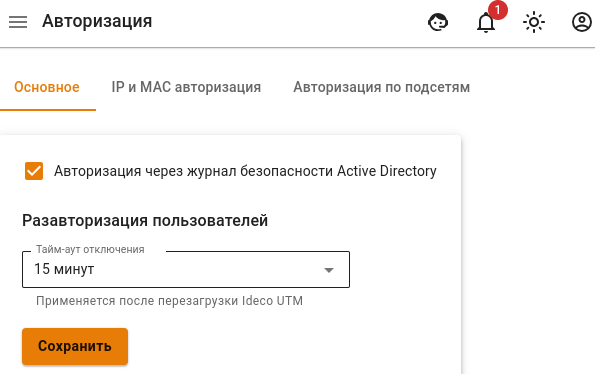 Авторизация
1
Основное
IP и MAC авторизация
Авторизация по подсетям
Авторизация через журнал безопасности Active Directory
Разавторизация пользователей
Тайм-аут отключения
15 минут
Применяется после перезагрузки Ideco UTM
Сохранить